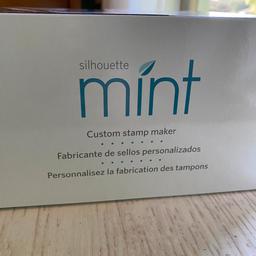 silhouette
mint
Custom stamp maker
Fabricante de sellos personalizados
Personnalisez la fabrication des tampons